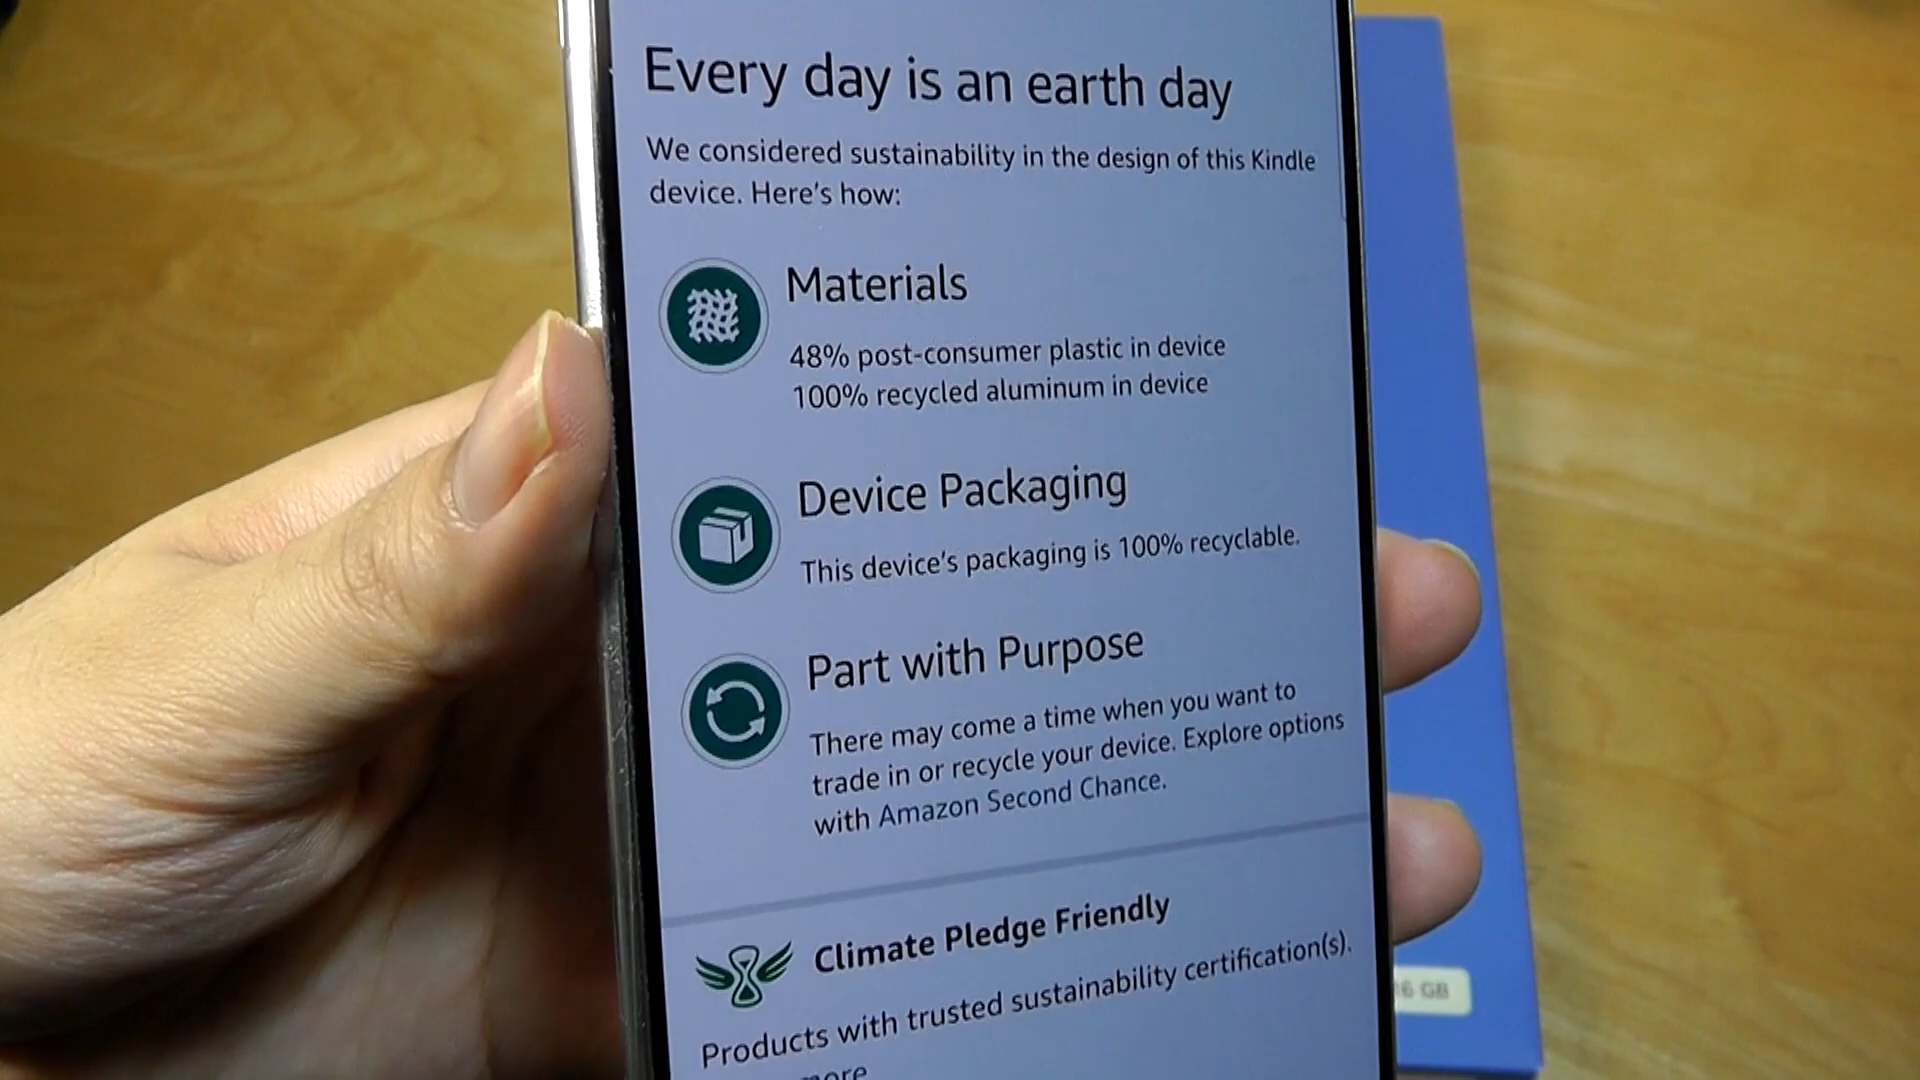 Every day is an earth day
We considered sustainability in the design of this Kindle
device. Here's how:
Materials
48% post-consumer plastic in device
100% recycled aluminum in device
Device Packaging
This device's packaging is 100% recyclable.
Part with Purpose
There may come a time when you want to
trade in or recycle your device. Explore options
with Amazon Second Chance.
Climate Pledge Friendly
Products with trusted sustainability certification(s).
more
16 GB